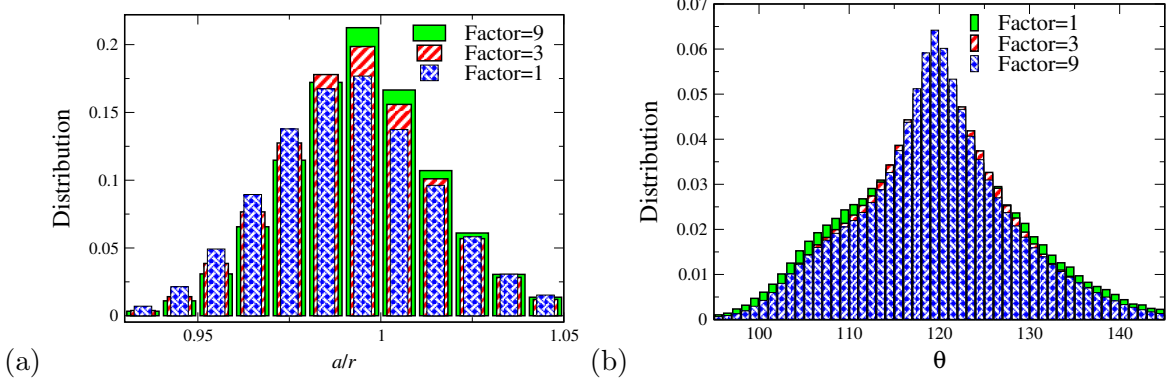 0.2
0.15
0.1
0.05
0
Distribution
Factor=9
Factor=3
Factor=1
0.95
1
1.05
a/r
(a)
0.07
0.06
0.05
0.04
0.03
0.02
0.01
0.00
Distribution
Factor=1
Factor=3
Factor=9
100
110
120
130
140
θ
(b)